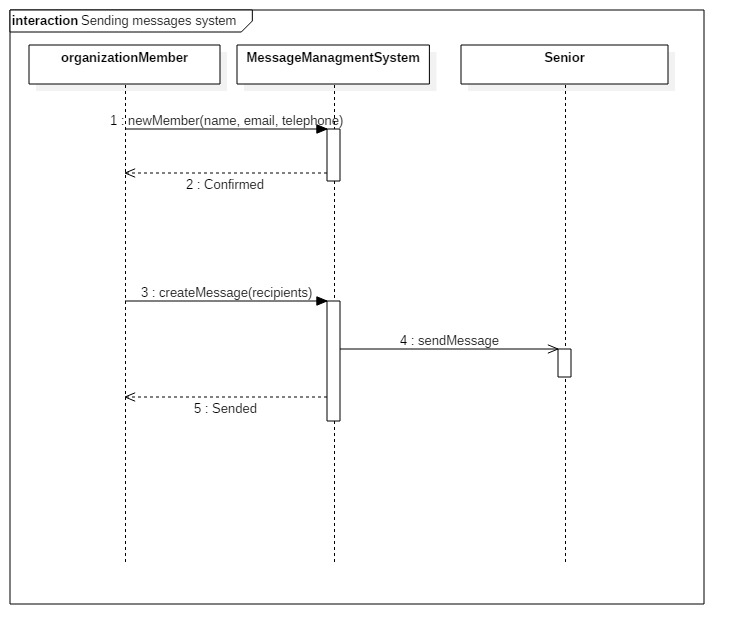 interaction Sending messages system
organizationMember
MessageManagmentSystem
Senior
1 : newMember(name, email, telephone)
2 : Confirmed
3 : createMessage(recipients)
4 : sendMessage
5 : Sended